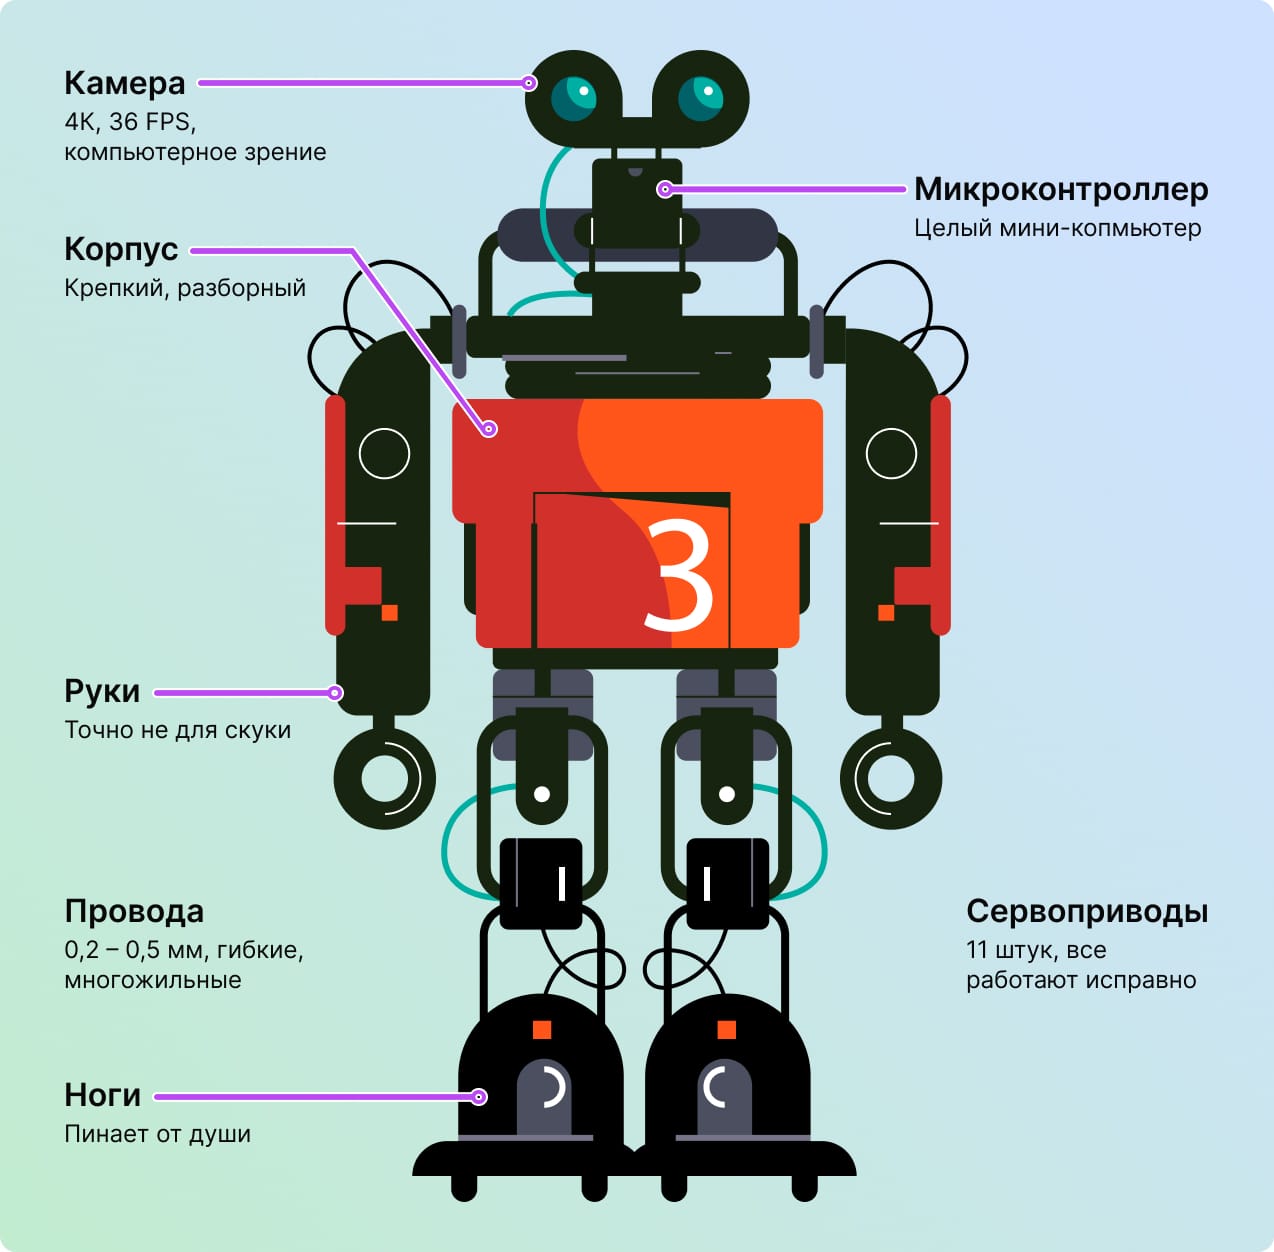 Камера
4K, 36 FPS,
компьютерное зрение
Микроконтроллер
Целый мини-копмьютер
Корпус
Крепкий, разборный
3
Руки
Точно не для скуки
Провода
0,2 – 0,5 мм, гибкие,
многожильные
Сервоприводы
11 штук, все
работают исправно
Ноги
Пинает от души